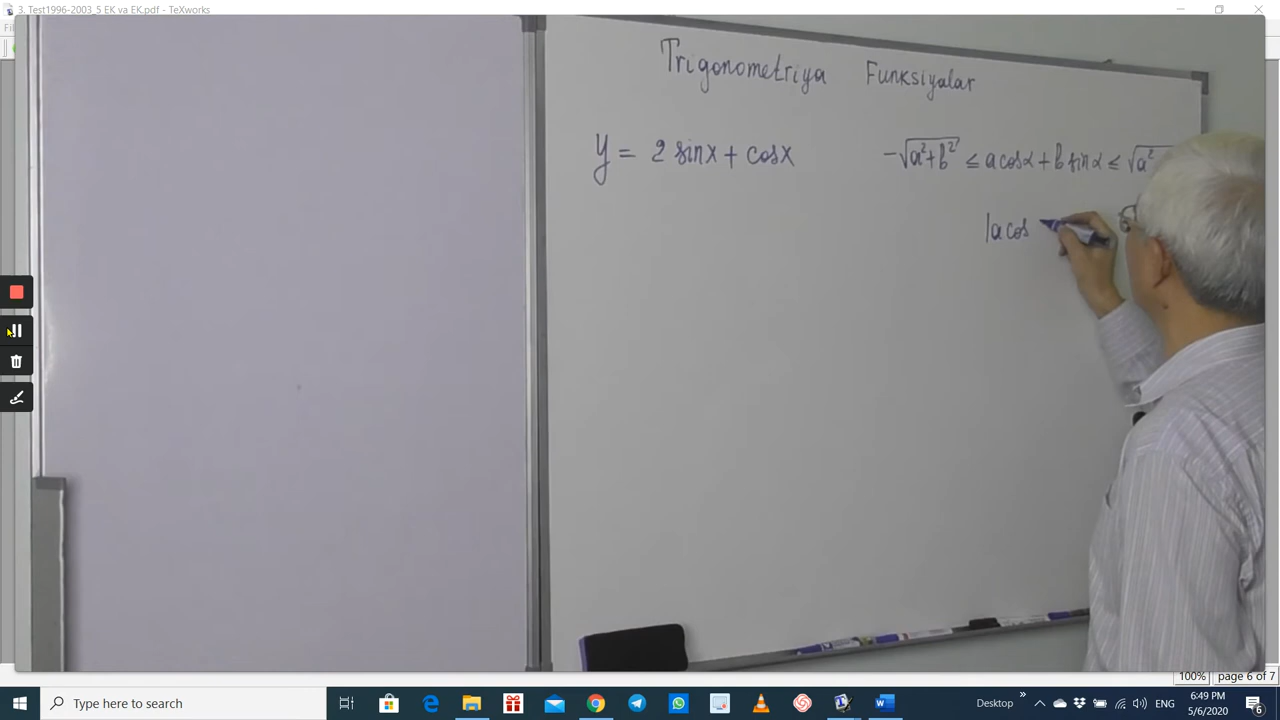 3. Test1996-2003_5 EK va EK.pdf - TeXworks
Trigonometriya Funksiyalar
y = 2 sinx + cosx
-√a²+b² ≤ a cosα + b sinα ≤ √a²
|a cos
100% page 6 of 7
Type here to search
Desktop
»
ENG
6:49 PM
5/6/2020
6